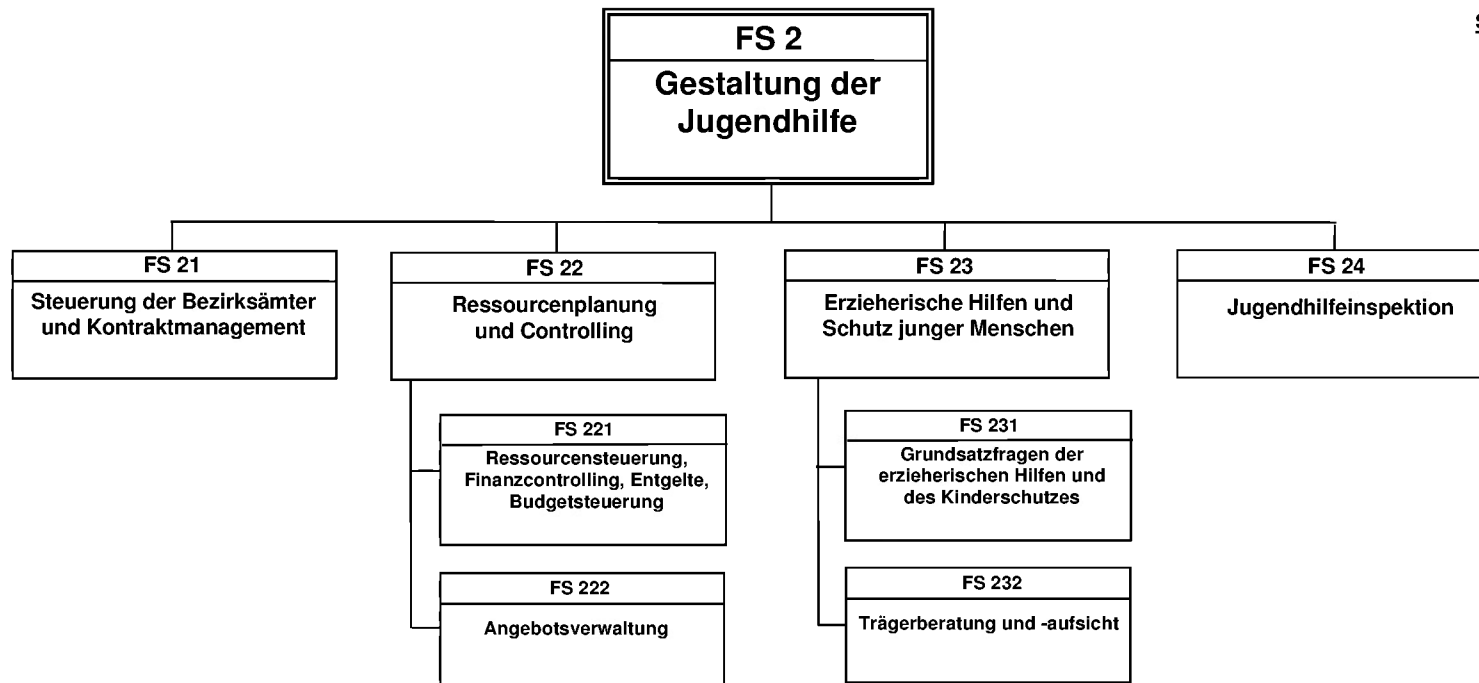 FS 2
Gestaltung der
Jugendhilfe
FS 21
Steuerung der Bezirksämter
und Kontraktmanagement
FS 22
Ressourcenplanung
und Controlling
FS 23
Erzieherische Hilfen und
Schutz junger Menschen
FS 24
Jugendhilfeinspektion
FS 221
Ressourcensteuerung,
Finanzcontrolling, Entgelte,
Budgetsteuerung
FS 231
Grundsatzfragen der
erzieherischen Hilfen und
des Kinderschutzes
FS 222
Angebotsverwaltung
FS 232
Trägerberatung und -aufsicht